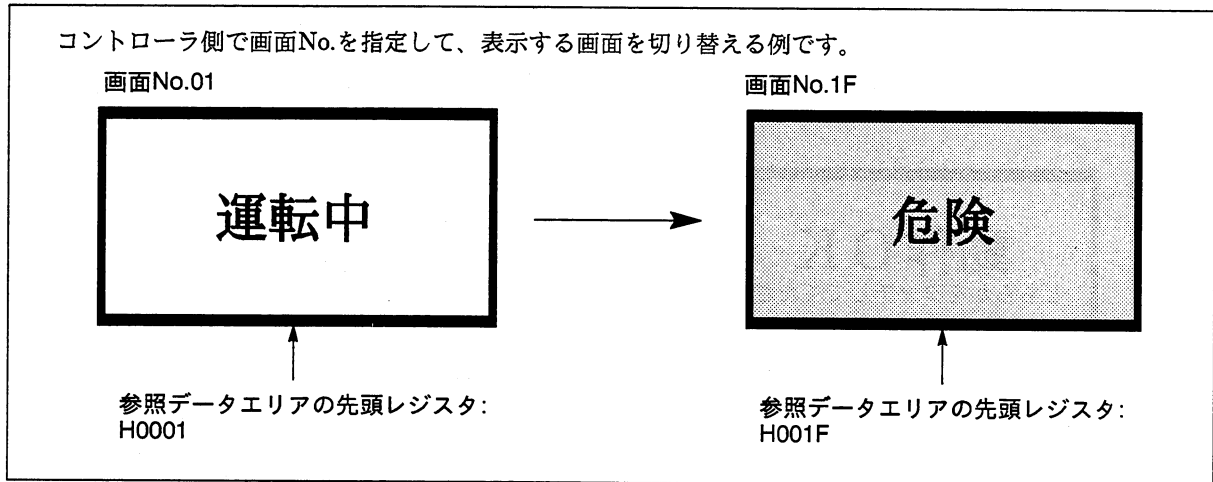 コントローラ側で画面No.を指定して、表示する画面を切り替える例です。
画面No.01
運転中
参照データエリアの先頭レジスタ:
H0001
画面No.1F
危険
参照データエリアの先頭レジスタ:
H001F